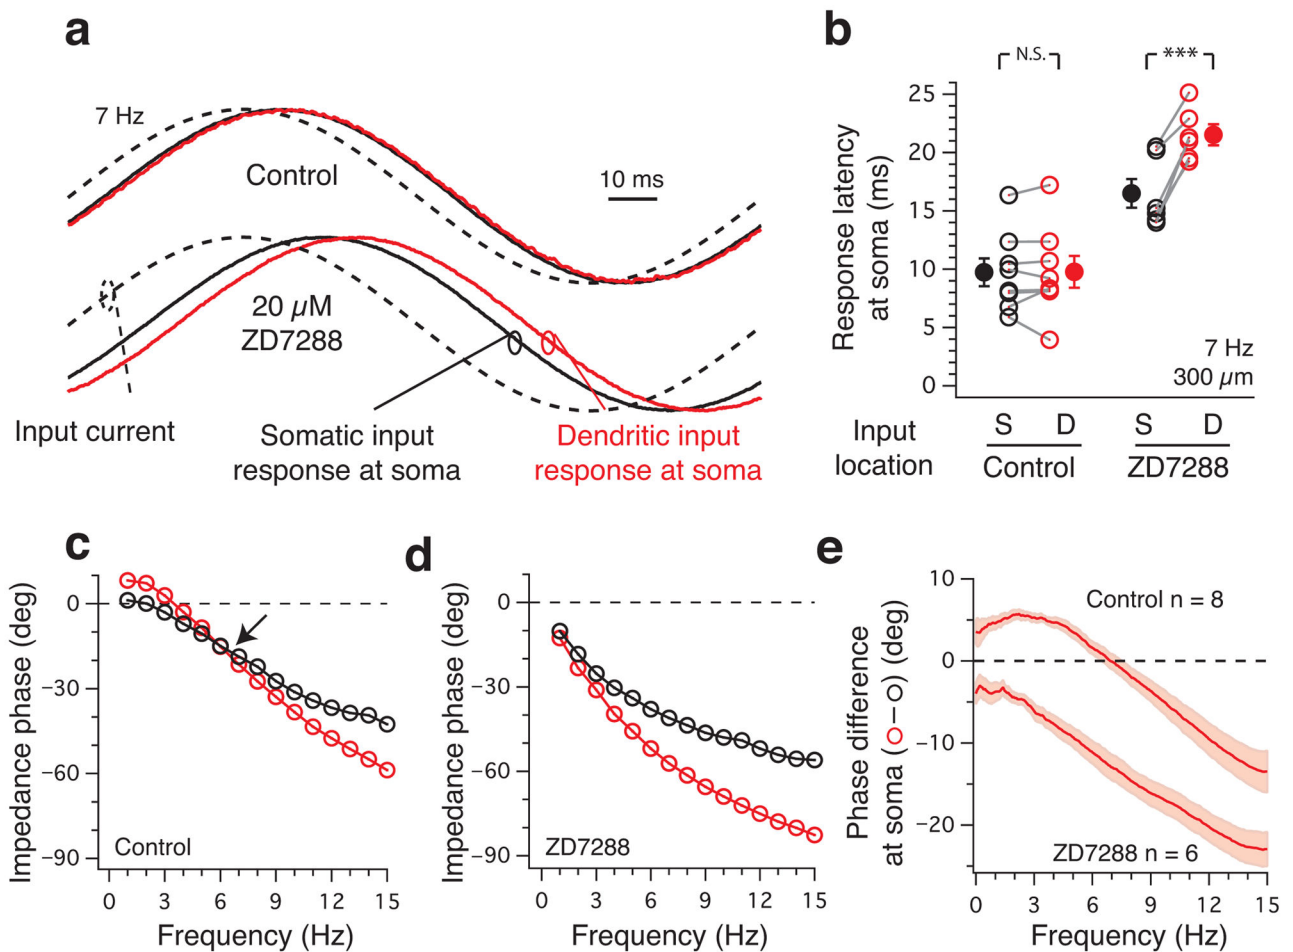 a
7 Hz
Control
10 ms
20 µM
ZD7288
Input current
Somatic input
response at soma
Dendritic input
response at soma
b
N.S.
***
Response latency
at soma (ms)
25
20
15
10
5
0
7 Hz
300 µm
Input
location
S D S D
Control ZD7288
c
Impedance phase (deg)
0
−30
−60
−90
Control
0 3 6 9 12 15
Frequency (Hz)
d
Impedance phase (deg)
0
−30
−60
−90
ZD7288
0 3 6 9 12 15
Frequency (Hz)
e
Phase difference
at soma (○–○) (deg)
10
0
−10
−20
Control n = 8
ZD7288 n = 6
0 3 6 9 12 15
Frequency (Hz)